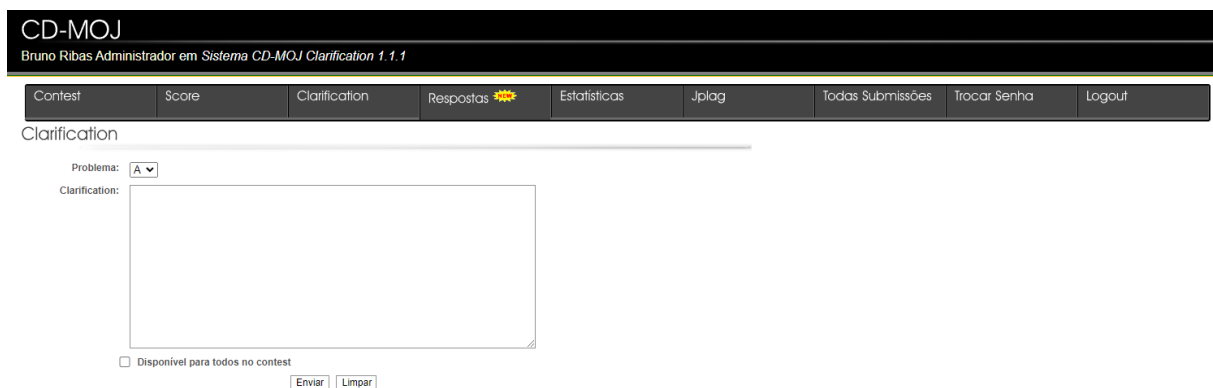 CD-MOJ
Bruno Ribas Administrador em Sistema CD-MOJ Clarification 1.1.1
Contest Score Clarification Respostas NEW Estatísticas Jplag Todas Submissões Trocar Senha Logout
Clarification
Problema: A
Clarification:
Disponível para todos no contest
Enviar Limpar